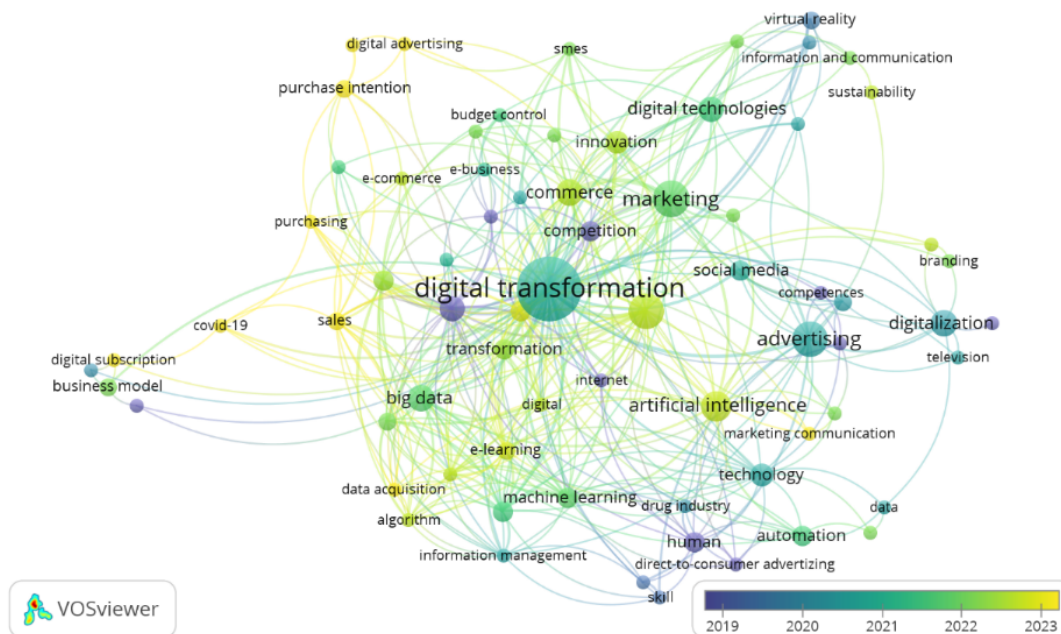 virtual reality
digital advertising
smes
information and communication
purchase intention
sustainability
digital technologies
budget control
innovation
e-business
e-commerce
commerce
marketing
purchasing
competition
branding
social media
digital transformation
competences
covid-19
sales
digitalization
advertising
transformation
digital subscription
television
business model
internet
big data
digital
artificial intelligence
marketing communication
e-learning
technology
data acquisition
machine learning
drug industry
data
algorithm
automation
human
information management
direct-to-consumer advertizing
skill
VOSviewer
2019 2020 2021 2022 2023